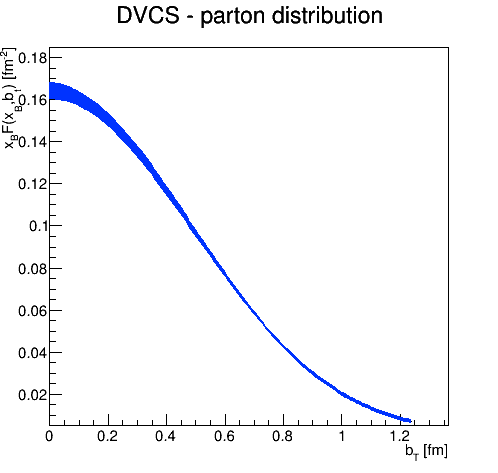 DVCS - parton distribution
x_B F(x_B, b_t) [fm^-2]
0.18
0.16
0.14
0.12
0.1
0.08
0.06
0.04
0.02
0 0.2 0.4 0.6 0.8 1 1.2
b_T [fm]